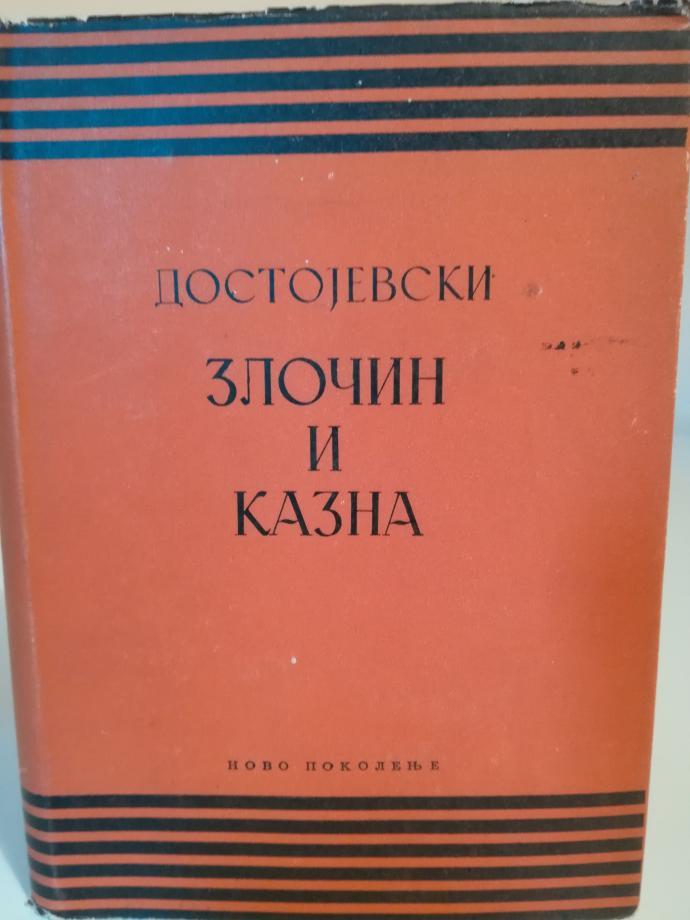 ДОСТОЈЕВСКИ
ЗЛОЧИН
И
КАЗНА
НОВО ПОКОЛЕЊЕ